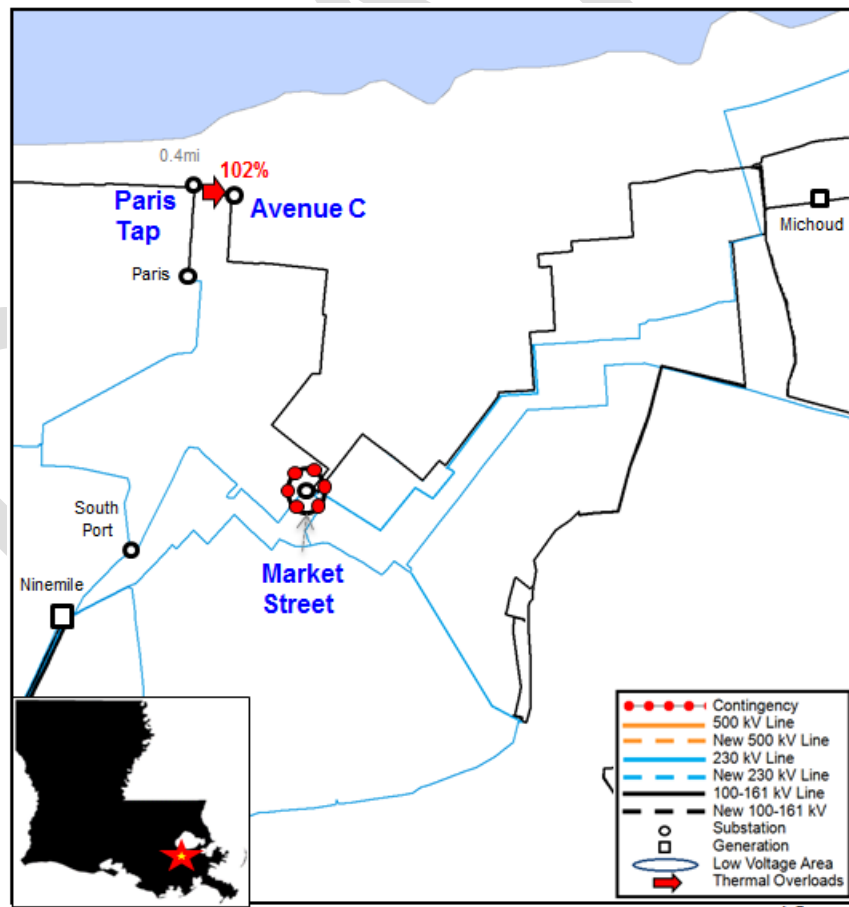 0.4mi
102%
Paris
Tap
Avenue C
Michoud
Paris
South
Port
Ninemile
Market
Street
Contingency
500 kV Line
New 500 kV Line
230 kV Line
New 230 kV Line
100-161 kV Line
New 100-161 kV
Substation
Generation
Low Voltage Area
Thermal Overloads